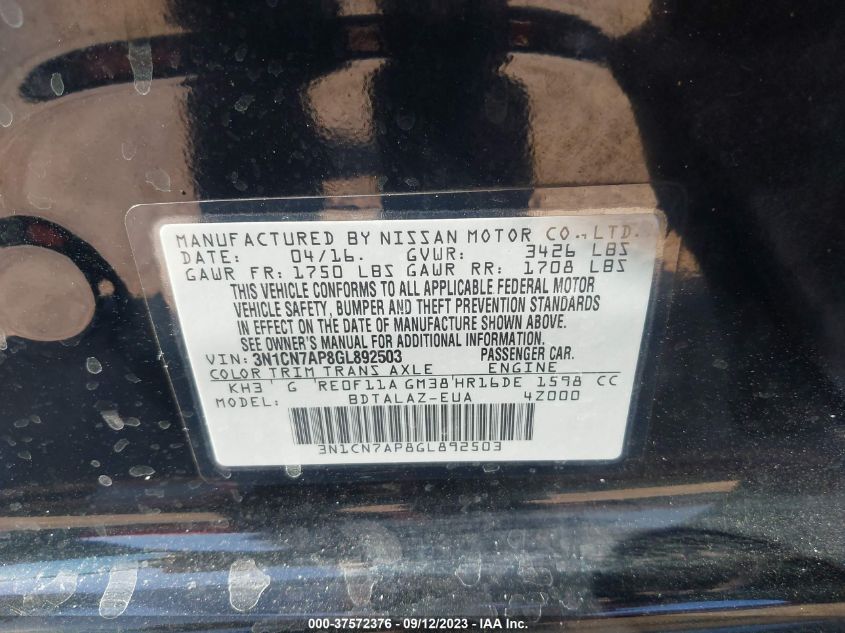 MANUFACTURED BY NISSAN MOTOR CO.,LTD.
DATE: 04/16. GVWR: 3426 LBS
GAWR FR: 1750 LBS GAWR RR: 1708 LBS
THIS VEHICLE CONFORMS TO ALL APPLICABLE FEDERAL MOTOR
VEHICLE SAFETY, BUMPER AND THEFT PREVENTION STANDARDS
IN EFFECT ON THE DATE OF MANUFACTURE SHOWN ABOVE.
SEE OWNER'S MANUAL FOR ADDITIONAL INFORMATION.
VIN: 3N1CN7AP8GL892503 PASSENGER CAR.
COLOR TRIM TRANS AXLE ENGINE
KH3 G RE0F11A GM38 HR16DE 1598 CC
MODEL: BDTALAZ-EUA 4Z000
3N1CN7AP8GL892503
000-37572376 - 09/12/2023 - © IAA Inc.